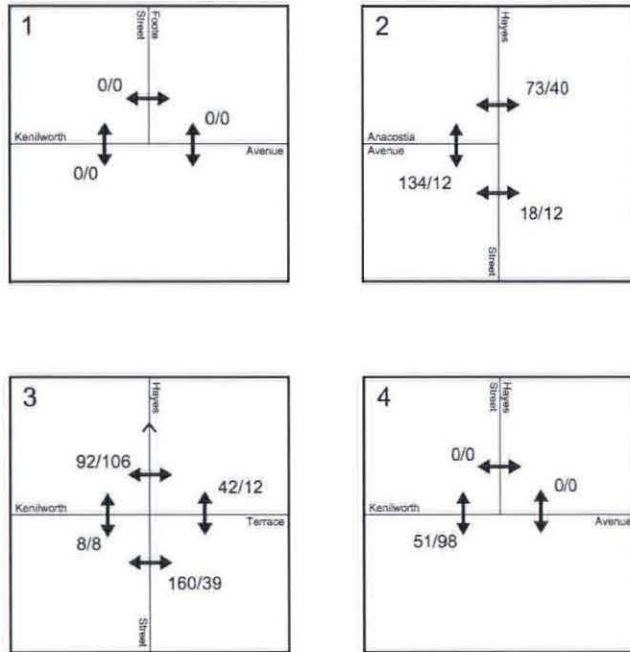 1
Foote
Street
0/0
0/0
Kenilworth
Avenue
0/0
2
Hayes
73/40
Anacostia
Avenue
134/12
18/12
Street
3
Hayes
92/106
42/12
Kenilworth
Terrace
8/8
160/39
Street
4
Hayes
Street
0/0
0/0
Kenilworth
Avenue
51/98